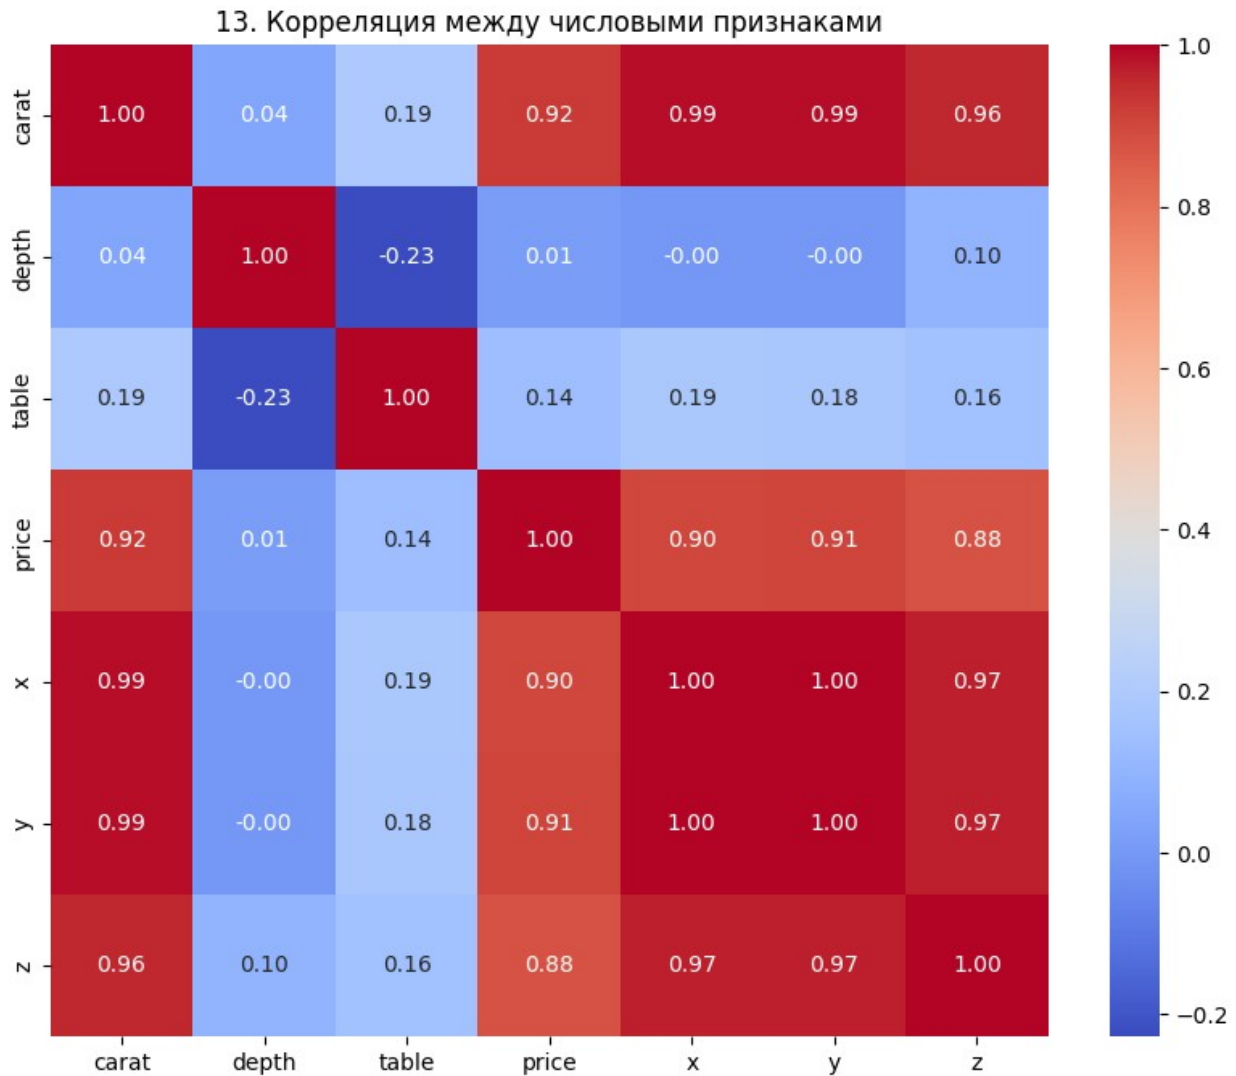 13. Корреляция между числовыми признаками
carat 1.00 0.04 0.19 0.92 0.99 0.99 0.96
depth 0.04 1.00 -0.23 0.01 -0.00 -0.00 0.10
table 0.19 -0.23 1.00 0.14 0.19 0.18 0.16
price 0.92 0.01 0.14 1.00 0.90 0.91 0.88
x 0.99 -0.00 0.19 0.90 1.00 1.00 0.97
y 0.99 -0.00 0.18 0.91 1.00 1.00 0.97
z 0.96 0.10 0.16 0.88 0.97 0.97 1.00
carat depth table price x y z
1.0
0.8
0.6
0.4
0.2
0.0
−0.2